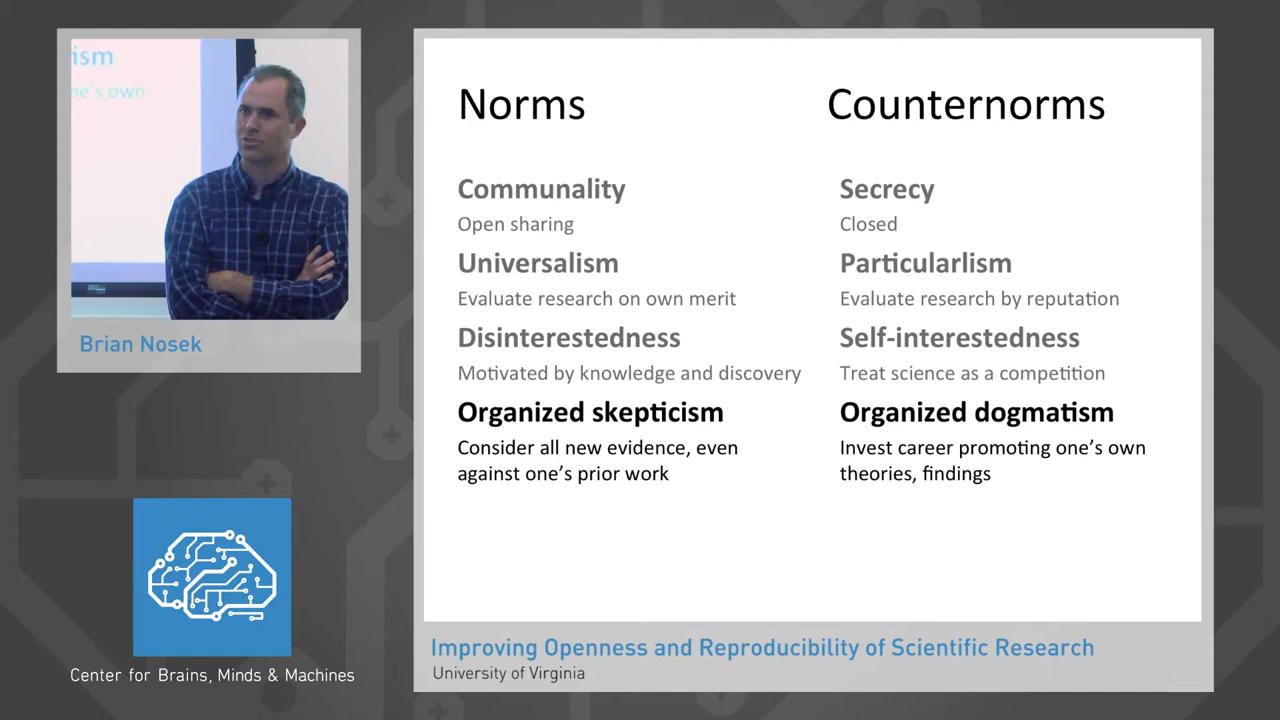 ism
ne's own
Brian Nosek
Center for Brains, Minds & Machines
Norms
Counternorms
Communality
Open sharing
Secrecy
Closed
Universalism
Evaluate research on own merit
Particularlism
Evaluate research by reputation
Disinterestedness
Motivated by knowledge and discovery
Self-interestedness
Treat science as a competition
Organized skepticism
Consider all new evidence, even
against one's prior work
Organized dogmatism
Invest career promoting one's own
theories, findings
Improving Openness and Reproducibility of Scientific Research
University of Virginia